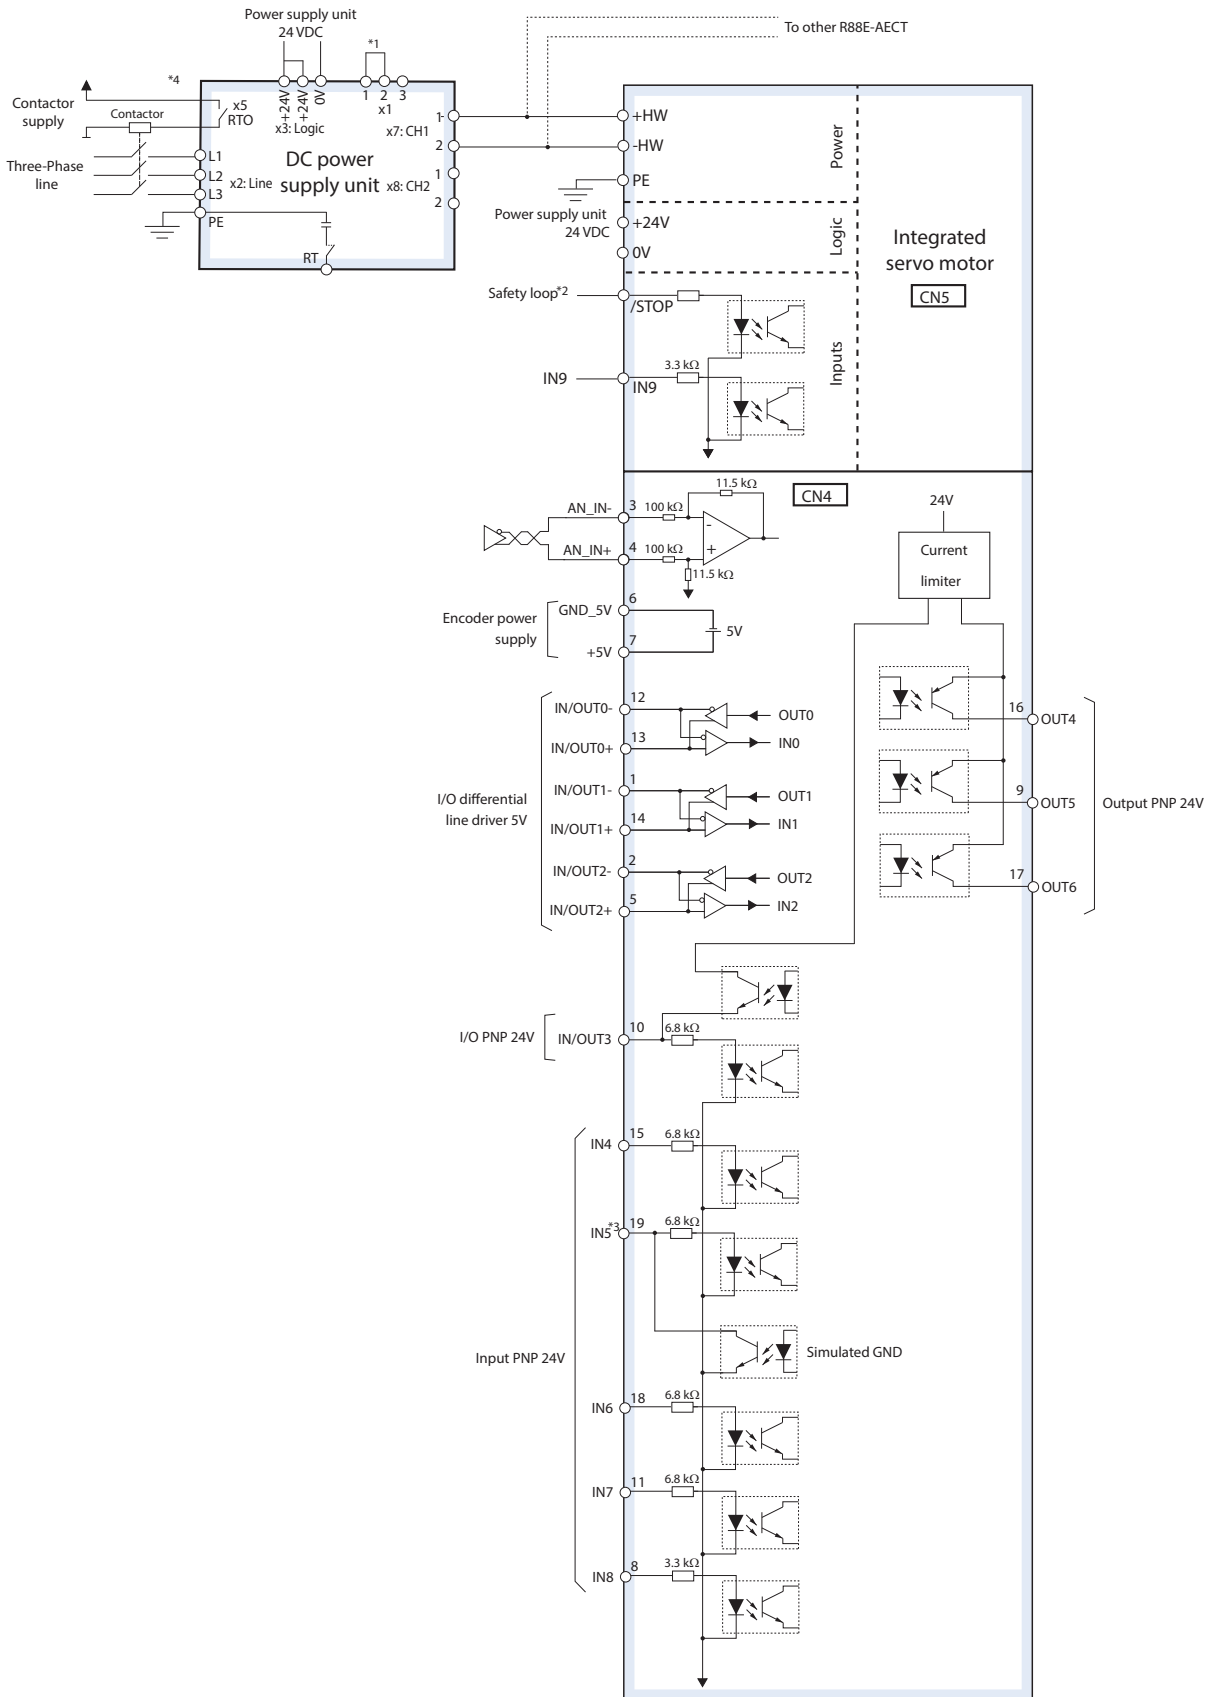 Power supply unit
24 VDC
*1
To other R88E-AECT
*4
Contactor
supply
Contactor
x5
RTO
+24V
+24V
0V
x3: Logic
1
2
3
x1
1
x7: CH1
2
DC power
supply unit
1
x8: CH2
2
Three-Phase
line
L1
L2
L3
x2: Line
PE
RT
+HW
-HW
PE
Power
Power supply unit
24 VDC
+24V
0V
Logic
Integrated
servo motor
CN5
Safety loop*2
/STOP
Inputs
IN9
IN9
3.3 kΩ
CN4
AN_IN-
3
100 kΩ
11.5 kΩ
-
AN_IN+
4
100 kΩ
+
11.5 kΩ
24V
Current
limiter
Encoder power
supply
GND_5V
6
5V
+5V
7
I/O differential
line driver 5V
IN/OUT0-
12
OUT0
IN/OUT0+
13
IN0
IN/OUT1-
1
OUT1
IN/OUT1+
14
IN1
IN/OUT2-
2
OUT2
IN/OUT2+
5
IN2
16
OUT4
9
OUT5
Output PNP 24V
17
OUT6
I/O PNP 24V
IN/OUT3
10
6.8 kΩ
Input PNP 24V
IN4
15
6.8 kΩ
IN5*3
19
6.8 kΩ
Simulated GND
IN6
18
6.8 kΩ
IN7
11
6.8 kΩ
IN8
8
3.3 kΩ